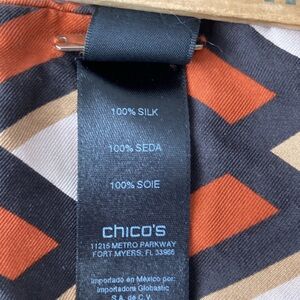 100% SILK
100% SEDA
100% SOIE
chico's
11215 METRO PARKWAY
FORT MYERS, FL 33966
Importado en México por:
Importadora Globastic
S.A. de C.V.